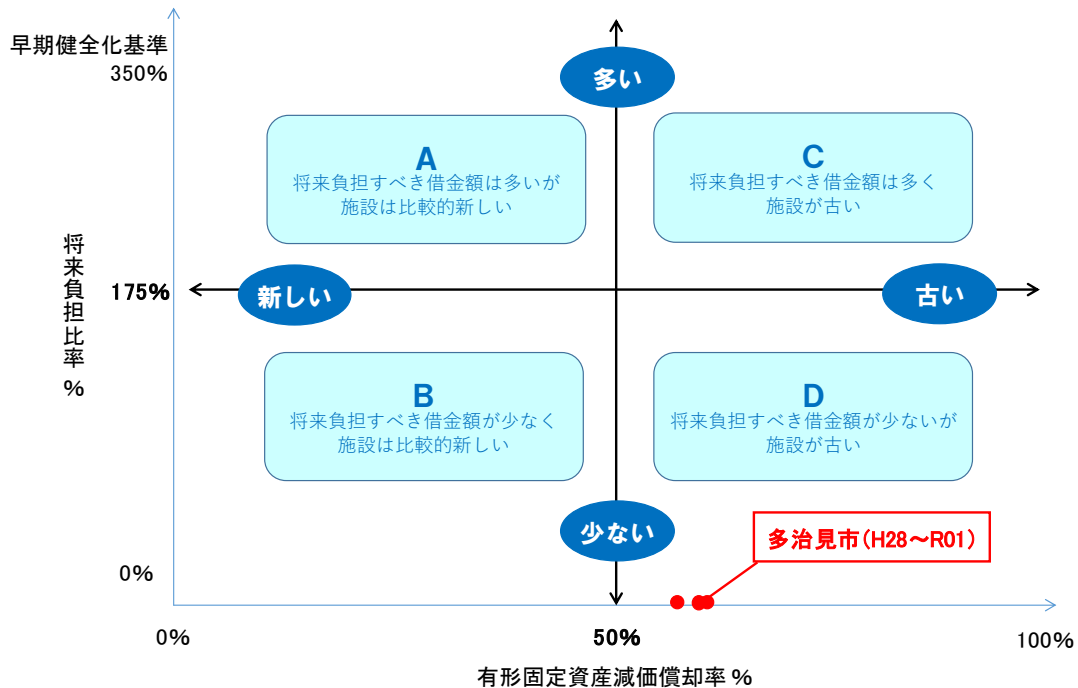 早期健全化基準
350%
多い
A
将来負担すべき借金額は多いが
施設は比較的新しい
C
将来負担すべき借金額は多く
施設が古い
将来負担比率%
175%
新しい
古い
B
将来負担すべき借金額が少なく
施設は比較的新しい
D
将来負担すべき借金額が少ないが
施設が古い
少ない
多治見市(H28～R01)
0%
0%
50%
100%
有形固定資産減価償却率%